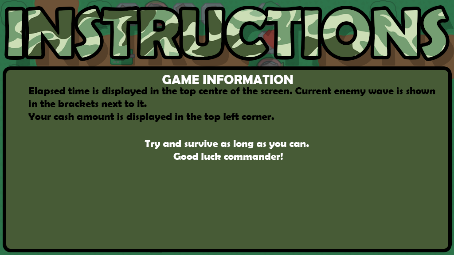 INSTRUCTIONS
GAME INFORMATION
Elapsed time is displayed in the top centre of the screen. Current enemy wave is shown
in the brackets next to it.
Your cash amount is displayed in the top left corner.
Try and survive as long as you can.
Good luck commander!